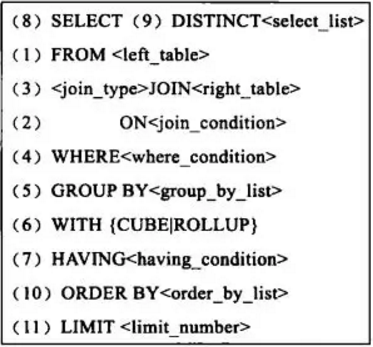 (8) SELECT (9) DISTINCT<select_list>
(1) FROM <left_table>
(3) <join_type>JOIN<right_table>
(2) ON<join_condition>
(4) WHERE<where_condition>
(5) GROUP BY<group_by_list>
(6) WITH {CUBE|ROLLUP}
(7) HAVING<having_condition>
(10) ORDER BY<order_by_list>
(11) LIMIT <limit_number>